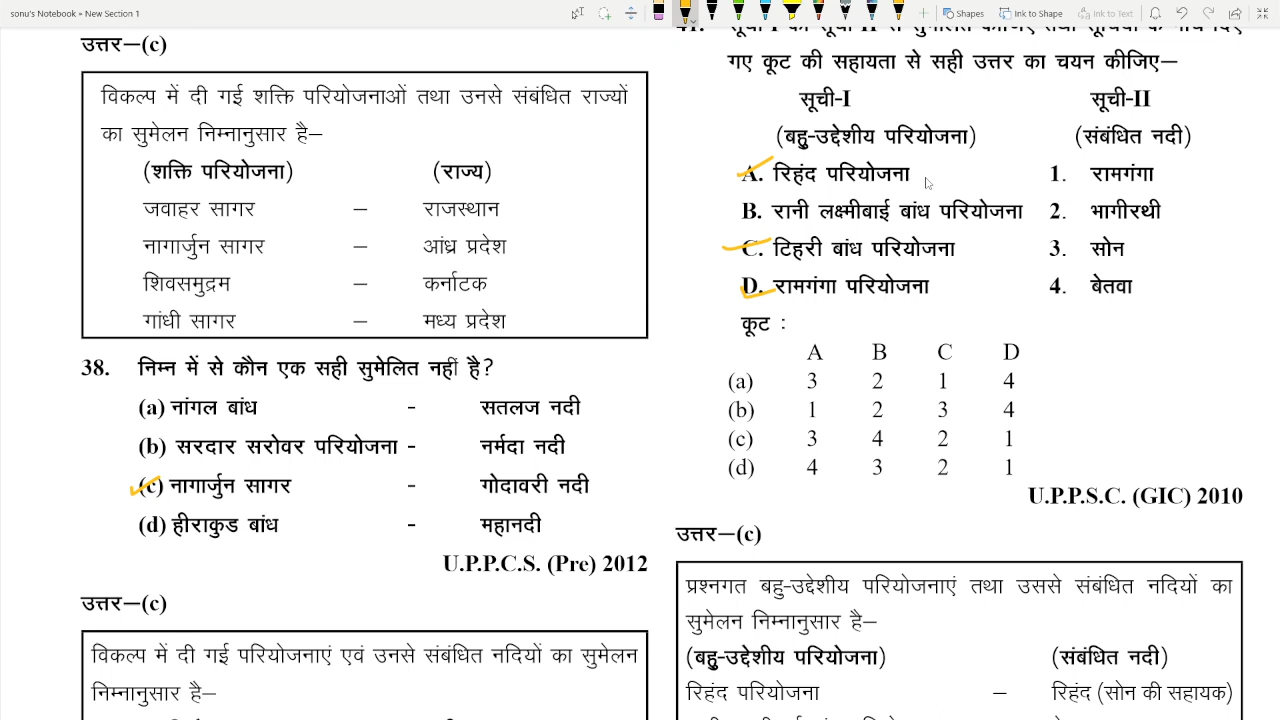 sonu's Notebook » New Section 1
Shapes
Ink to Shape
Ink to Text
उत्तर–(c)
विकल्प में दी गई शक्ति परियोजनाओं तथा उनसे संबंधित राज्यों
का सुमेलन निम्नानुसार है–
(शक्ति परियोजना) (राज्य)
जवाहर सागर – राजस्थान
नागार्जुन सागर – आंध्र प्रदेश
शिवसमुद्रम – कर्नाटक
गांधी सागर – मध्य प्रदेश
38. निम्न में से कौन एक सही सुमेलित नहीं है?
(a) नांगल बांध - सतलज नदी
(b) सरदार सरोवर परियोजना - नर्मदा नदी
(c) नागार्जुन सागर - गोदावरी नदी
(d) हीराकुड बांध - महानदी
U.P.P.C.S. (Pre) 2012
उत्तर–(c)
विकल्प में दी गई परियोजनाएं एवं उनसे संबंधित नदियों का सुमेलन
निम्नानुसार है–
41. सूची-I को सूची-II से सुमेलित कीजिए तथा सूचियों के नीचे दिए
गए कूट की सहायता से सही उत्तर का चयन कीजिए–
सूची-I सूची-II
(बहु-उद्देशीय परियोजना) (संबंधित नदी)
A. रिहंद परियोजना 1. रामगंगा
B. रानी लक्ष्मीबाई बांध परियोजना 2. भागीरथी
C. टिहरी बांध परियोजना 3. सोन
D. रामगंगा परियोजना 4. बेतवा
कूट :
A B C D
(a) 3 2 1 4
(b) 1 2 3 4
(c) 3 4 2 1
(d) 4 3 2 1
U.P.P.S.C. (GIC) 2010
उत्तर–(c)
प्रश्नगत बहु-उद्देशीय परियोजनाएं तथा उससे संबंधित नदियों का
सुमेलन निम्नानुसार है–
(बहु-उद्देशीय परियोजना) (संबंधित नदी)
रिहंद परियोजना – रिहंद (सोन की सहायक)